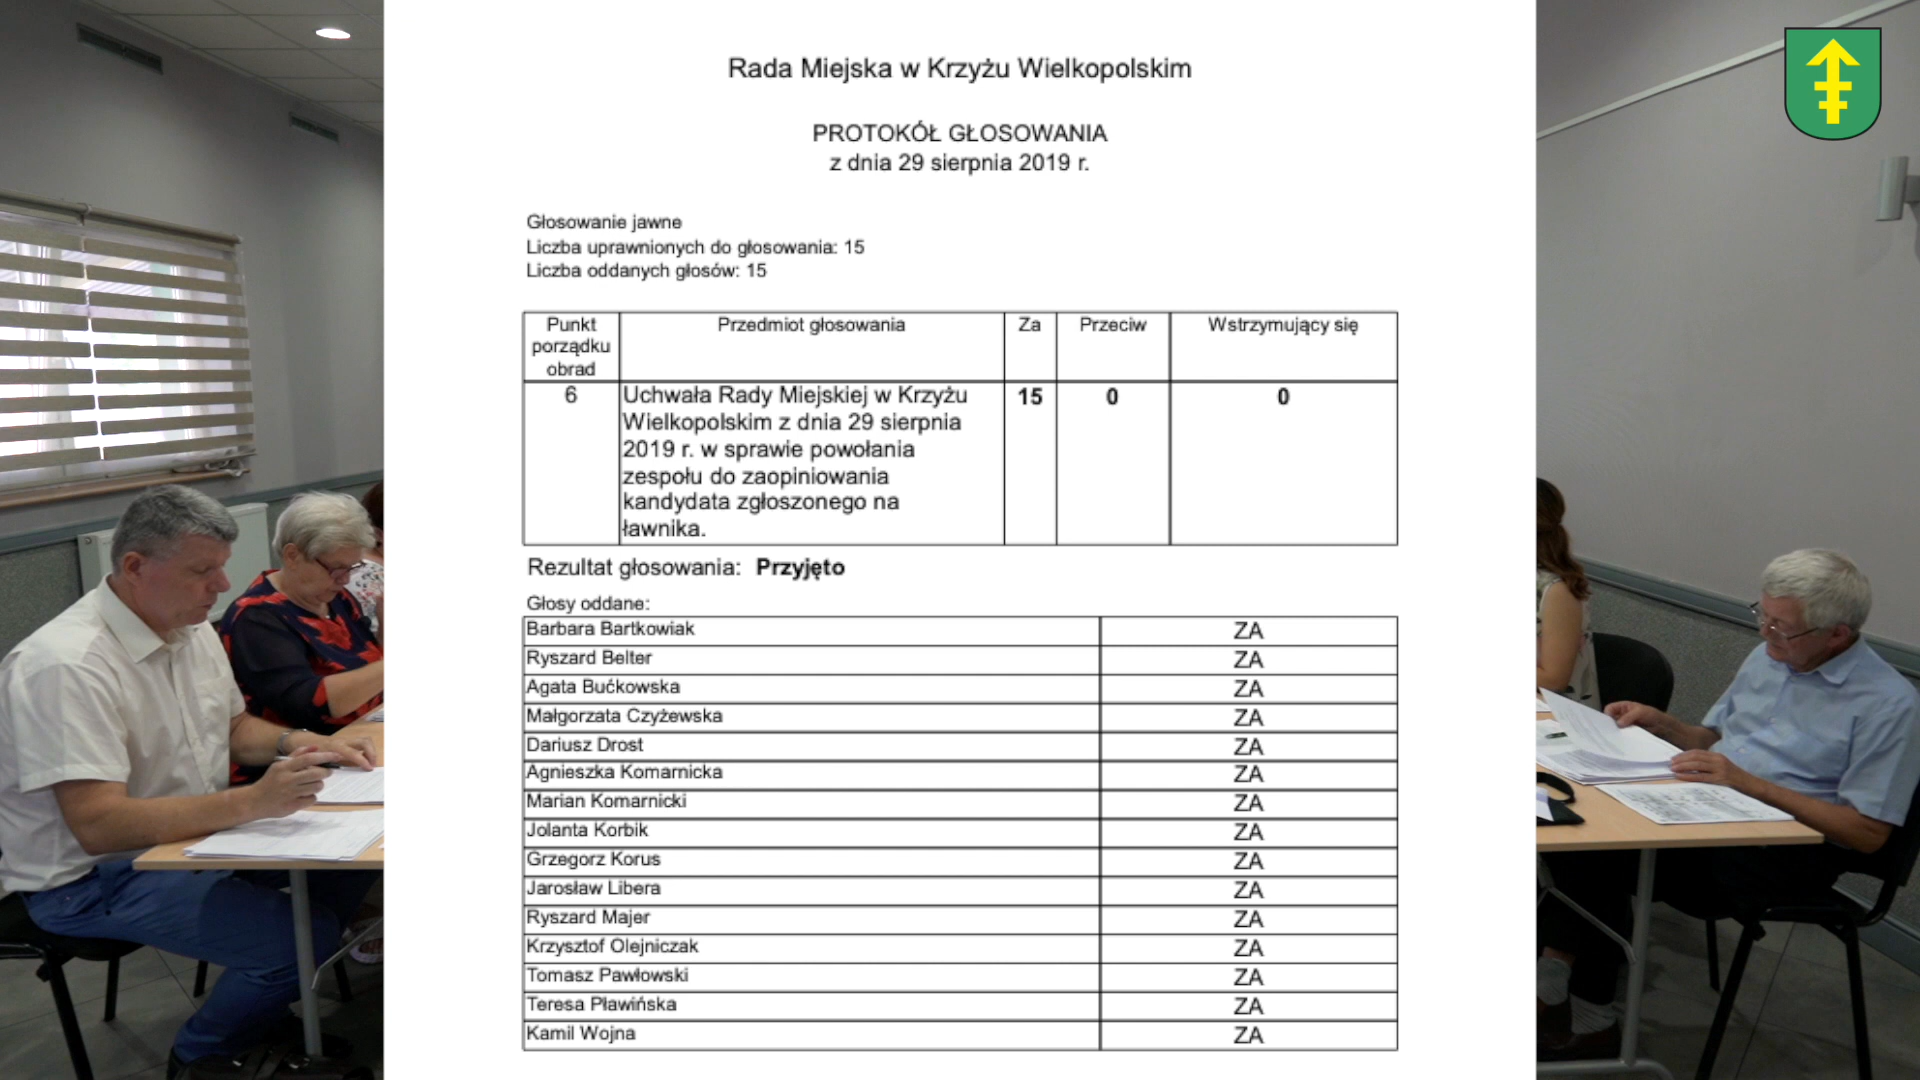 Rada Miejska w Krzyżu Wielkopolskim
PROTOKÓŁ GŁOSOWANIA
z dnia 29 sierpnia 2019 r.
Głosowanie jawne
Liczba uprawnionych do głosowania: 15
Liczba oddanych głosów: 15
Punkt porządku obrad Przedmiot głosowania Za Przeciw Wstrzymujący się
6 Uchwała Rady Miejskiej w Krzyżu 15 0 0
Wielkopolskim z dnia 29 sierpnia
2019 r. w sprawie powołania
zespołu do zaopiniowania
kandydata zgłoszonego na
ławnika.
Rezultat głosowania: Przyjęto
Głosy oddane:
Barbara Bartkowiak ZA
Ryszard Belter ZA
Agata Bućkowska ZA
Małgorzata Czyżewska ZA
Dariusz Drost ZA
Agnieszka Komarnicka ZA
Marian Komarnicki ZA
Jolanta Korbik ZA
Grzegorz Korus ZA
Jarosław Libera ZA
Ryszard Majer ZA
Krzysztof Olejniczak ZA
Tomasz Pawłowski ZA
Teresa Pławińska ZA
Kamil Wojna ZA